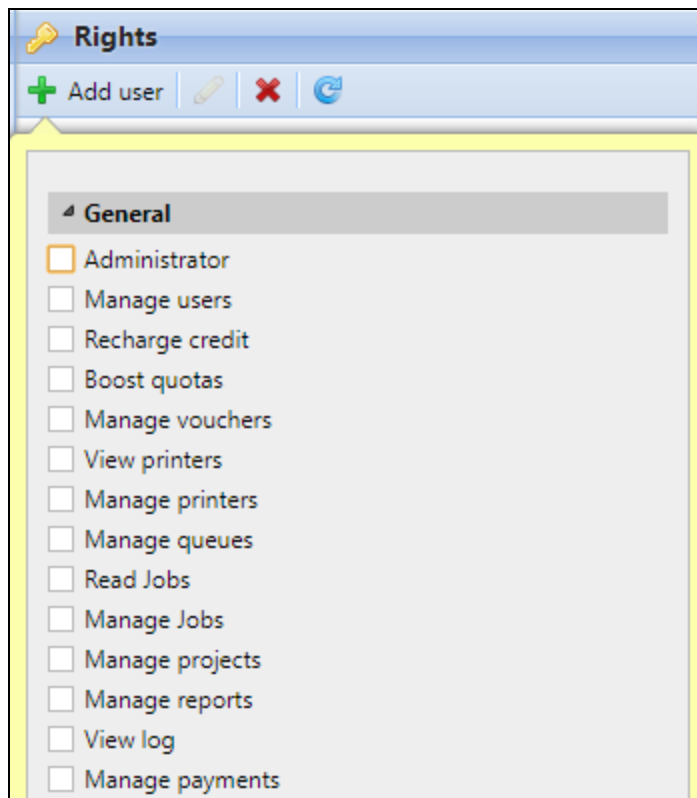 Rights
Add user
General
Administrator
Manage users
Recharge credit
Boost quotas
Manage vouchers
View printers
Manage printers
Manage queues
Read Jobs
Manage Jobs
Manage projects
Manage reports
View log
Manage payments